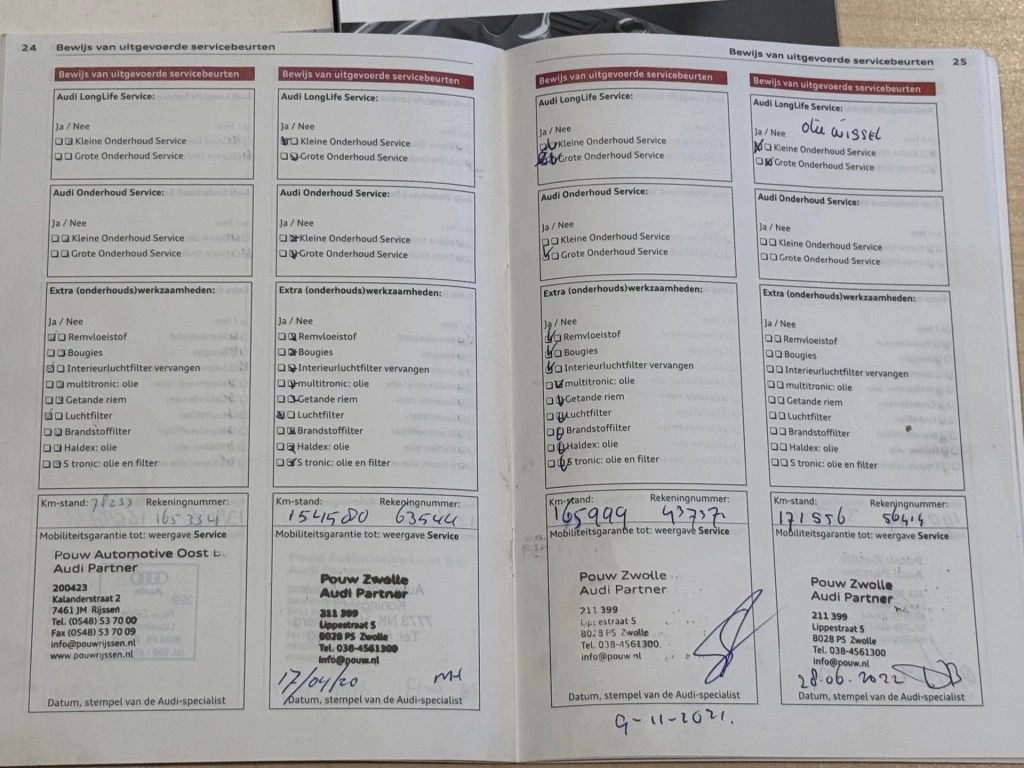 24 Bewijs van uitgevoerde servicebeurten
Bewijs van uitgevoerde servicebeurten
Audi LongLife Service:
Ja / Nee
Kleine Onderhoud Service
Grote Onderhoud Service
Audi Onderhoud Service:
Ja / Nee
Kleine Onderhoud Service
Grote Onderhoud Service
Extra (onderhouds)werkzaamheden:
Ja / Nee
Remvloeistof
Bougies
Interieurluchtfilter vervangen
multitronic: olie
Getande riem
Luchtfilter
Brandstoffilter
Haldex: olie
S tronic: olie en filter
Km-stand: 78233 Rekeningnummer:
165334
Mobiliteitsgarantie tot: weergave Service
Pouw Automotive Oost b.
Audi Partner
200423
Kalanderstraat 2
7461 JM Rijssen
Tel. (0548) 53 70 00
Fax (0548) 53 70 09
info@pouwrijssen.nl
www.pouwrijssen.nl
Datum, stempel van de Audi-specialist
Bewijs van uitgevoerde servicebeurten
Audi LongLife Service:
Ja / Nee
Kleine Onderhoud Service
Grote Onderhoud Service
Audi Onderhoud Service:
Ja / Nee
Kleine Onderhoud Service
Grote Onderhoud Service
Extra (onderhouds)werkzaamheden:
Ja / Nee
Remvloeistof
Bougies
Interieurluchtfilter vervangen
multitronic: olie
Getande riem
Luchtfilter
Brandstoffilter
Haldex: olie
S tronic: olie en filter
Km-stand: Rekeningnummer:
154580 63544
Mobiliteitsgarantie tot: weergave Service
Pouw Zwolle
Audi Partner
211 399
Lippestraat 5
8028 PS Zwolle
Tel. 038-4561300
info@pouw.nl
17/04/20
Datum, stempel van de Audi-specialist
Bewijs van uitgevoerde servicebeurten 25
Bewijs van uitgevoerde servicebeurten
Audi LongLife Service:
Ja / Nee
Kleine Onderhoud Service
Grote Onderhoud Service
Audi Onderhoud Service:
Ja / Nee
Kleine Onderhoud Service
Grote Onderhoud Service
Extra (onderhouds)werkzaamheden:
Ja / Nee
Remvloeistof
Bougies
Interieurluchtfilter vervangen
multitronic: olie
Getande riem
Luchtfilter
Brandstoffilter
Haldex: olie
S tronic: olie en filter
Km-stand: Rekeningnummer:
165999 43737
Mobiliteitsgarantie tot: weergave Service
Pouw Zwolle
Audi Partner
211 399
Lippestraat 5
8028 PS Zwolle
Tel. 038-4561300
info@pouw nl
Datum, stempel van de Audi-specialist
9-11-2021.
Bewijs van uitgevoerde servicebeurten
Audi LongLife Service:
Ja / Nee olie wissel
Kleine Onderhoud Service
Grote Onderhoud Service
Audi Onderhoud Service:
Ja / Nee
Kleine Onderhoud Service
Grote Onderhoud Service
Extra (onderhouds)werkzaamheden:
Ja / Nee
Remvloeistof
Bougies
Interieurluchtfilter vervangen
multitronic: olie
Getande riem
Luchtfilter
Brandstoffilter
Haldex: olie
S tronic: olie en filter
Km-stand: Rekeningnummer:
171556 56414
Mobiliteitsgarantie tot: weergave Service
Pouw Zwolle
Audi Partner
211 399
Lippestraat 5
8028 PS Zwolle
Tel. 038-4561300
info@pouw.nl
28-06-2022
Datum, stempel van de Audi-specialist